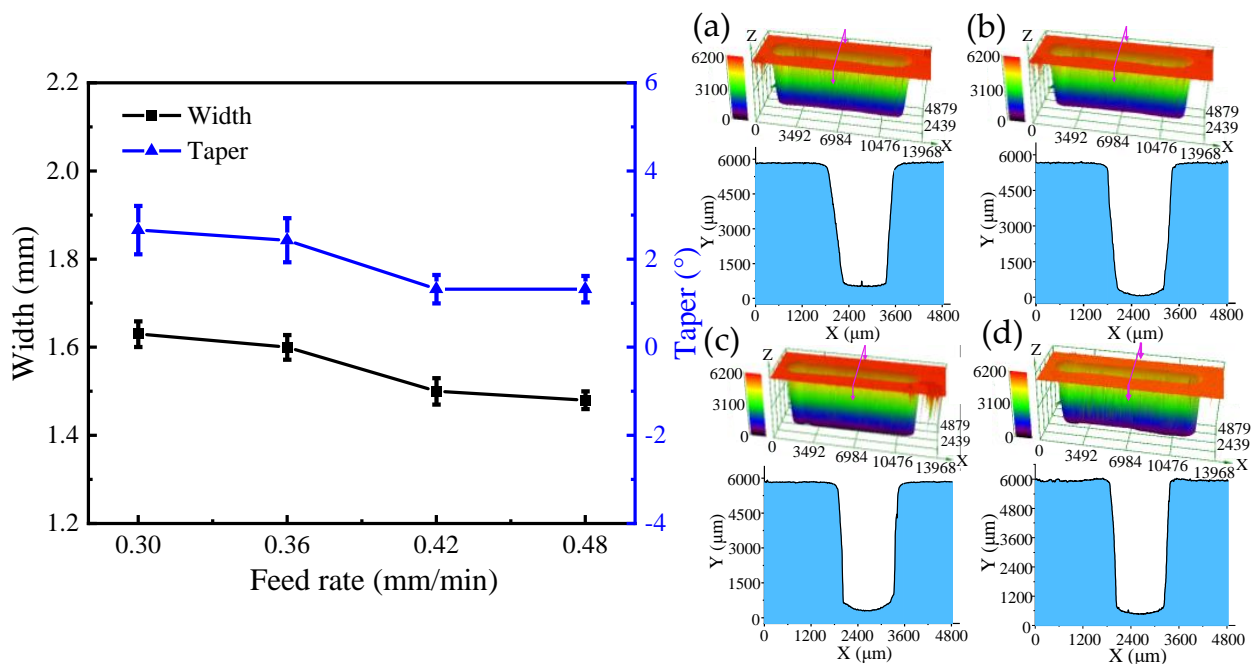 Width
Taper
Width (mm)
2.2
2.0
1.8
1.6
1.4
1.2
0.30 0.36 0.42 0.48
Feed rate (mm/min)
6
4
2
0
-2
-4
Taper (°)
(a)
Z
6200
3100
0
0 3492 6984 10476 13968
4879
2439
X
Y (μm)
6000
4500
3000
1500
0
0 1200 2400 3600 4800
X (μm)
(b)
Z
6200
3100
0
0 3492 6984 10476 13968
4879
2439
X
Y (μm)
6000
4500
3000
1500
0
0 1200 2400 3600 4800
X (μm)
(c)
Z
6200
3100
0
0 3492 6984 10476 13968
4879
2439
X
Y (μm)
6000
4500
3000
1500
0
0 1200 2400 3600 4800
X (μm)
(d)
Z
6200
3100
0
0 3492 6984 10476 13968
4879
2439
X
Y (μm)
6000
4800
3600
2400
1200
0
0 1200 2400 3600 4800
X (μm)